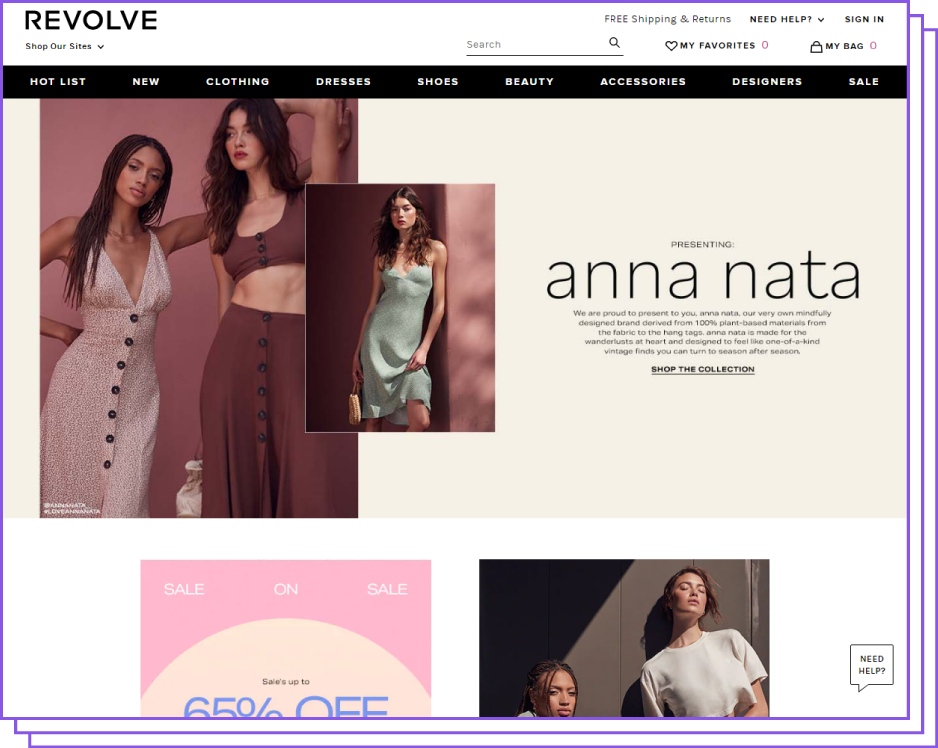 REVOLVE
FREE Shipping & Returns
NEED HELP?
SIGN IN
Shop Our Sites
Search
MY FAVORITES 0
MY BAG 0
HOT LIST NEW CLOTHING DRESSES SHOES BEAUTY ACCESSORIES DESIGNERS SALE
PRESENTING:
anna nata
We are proud to present to you, anna nata, our very own mindfully
designed brand derived from 100% plant-based materials from
the fabric to the hang tags. anna nata is made for the
wanderlusts at heart and designed to feel like one-of-a-kind
vintage finds you can turn to season after season.
SHOP THE COLLECTION
@ANNANATA
#LOVEANNANATA
SALE ON SALE
Sale's up to
65% OFF
NEED
HELP?